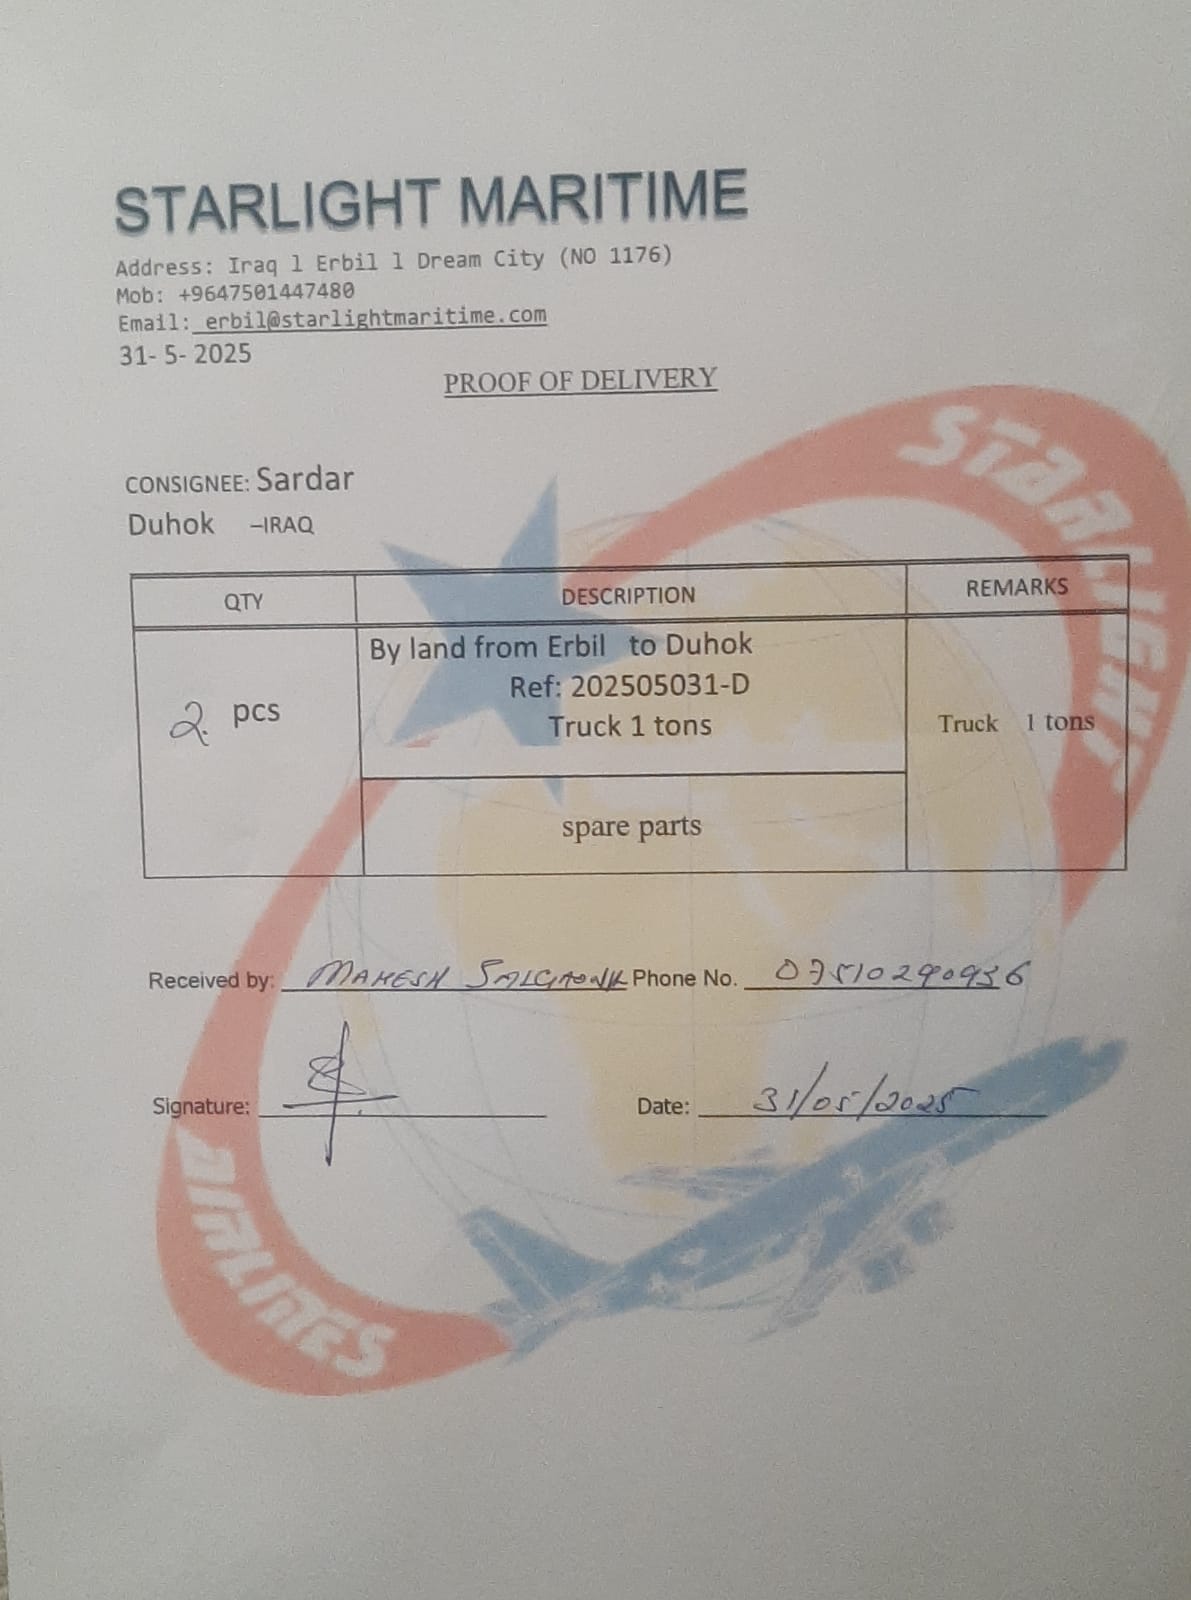 STARLIGHT MARITIME
Address: Iraq l Erbil l Dream City (NO 1176)
Mob: +9647501447480
Email: erbil@starlightmaritime.com
31- 5- 2025
PROOF OF DELIVERY
CONSIGNEE: Sardar
Duhok –IRAQ
QTY DESCRIPTION REMARKS
By land from Erbil to Duhok
Ref: 202505031-D
2 pcs Truck 1 tons Truck 1 tons
spare parts
Received by: MAHESH Phone No. 07510290936
Signature: Date: 31/05/2025
STARLIGHT
AIRLINES